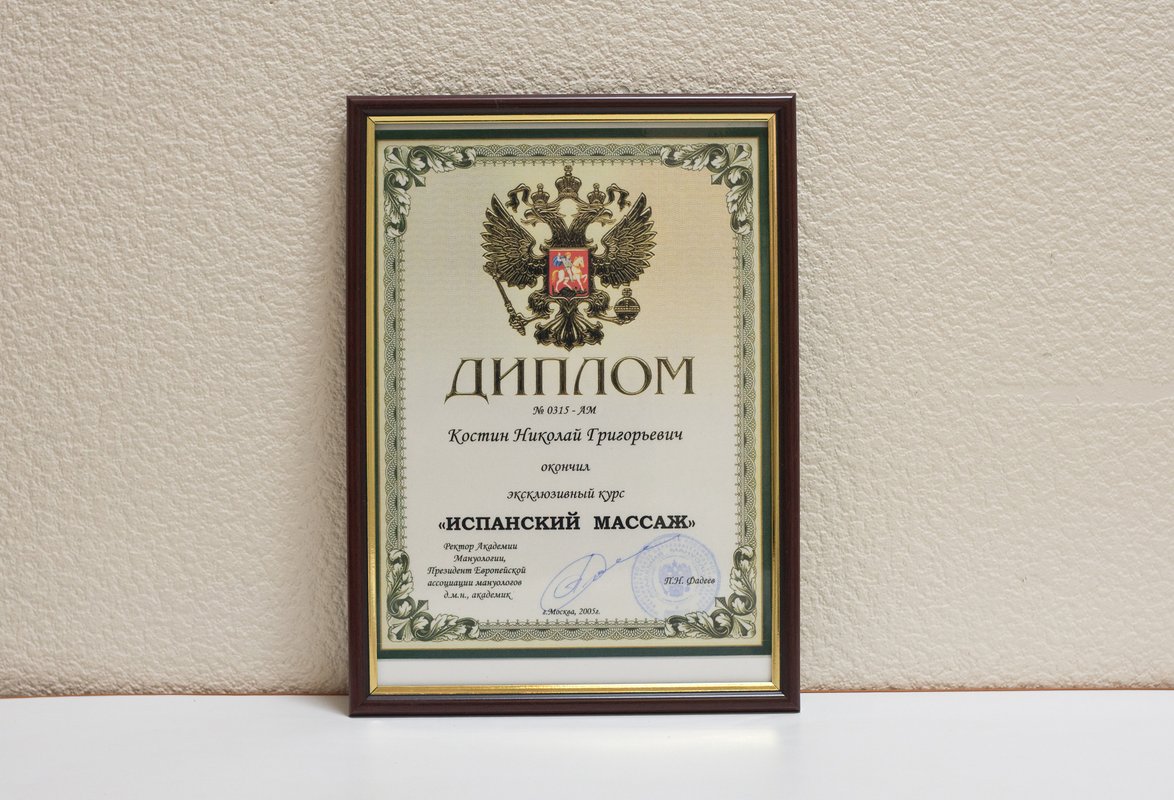 ДИПЛОМ
№ 0315 - АМ
Костин Николай Григорьевич
окончил
эксклюзивный курс
«ИСПАНСКИЙ МАССАЖ»
Ректор Академии
Мануологии,
Президент Европейской
ассоциации мануологов
д.м.н., академик
П.Н. Фадеев
г.Москва, 2005г.